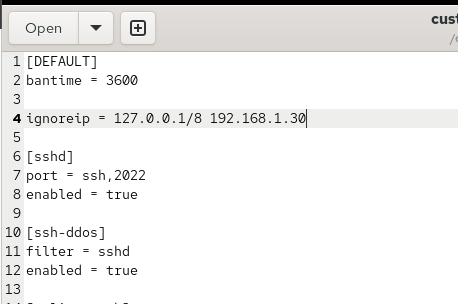 Open
cust
/e
1 [DEFAULT]
2 bantime = 3600
3
4 ignoreip = 127.0.0.1/8 192.168.1.30
5
6 [sshd]
7 port = ssh,2022
8 enabled = true
9
10 [ssh-ddos]
11 filter = sshd
12 enabled = true
13